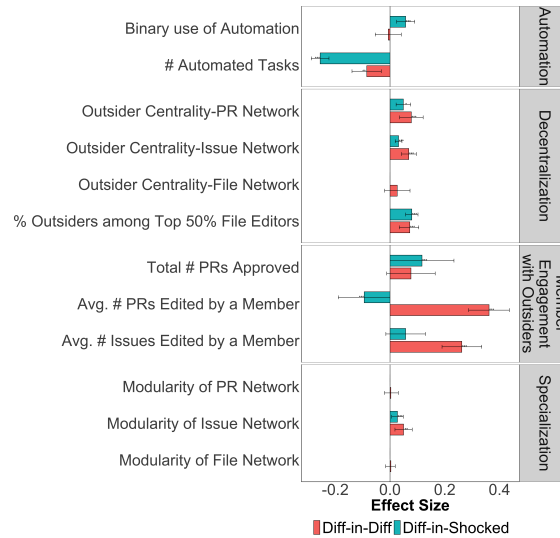 Binary use of Automation
# Automated Tasks
Automation
Outsider Centrality-PR Network
Outsider Centrality-Issue Network
Outsider Centrality-File Network
% Outsiders among Top 50% File Editors
Decentralization
Total # PRs Approved
Avg. # PRs Edited by a Member
Avg. # Issues Edited by a Member
Member
Engagement
with Outsiders
Modularity of PR Network
Modularity of Issue Network
Modularity of File Network
Specialization
-0.2 0.0 0.2 0.4
Effect Size
Diff-in-Diff Diff-in-Shocked